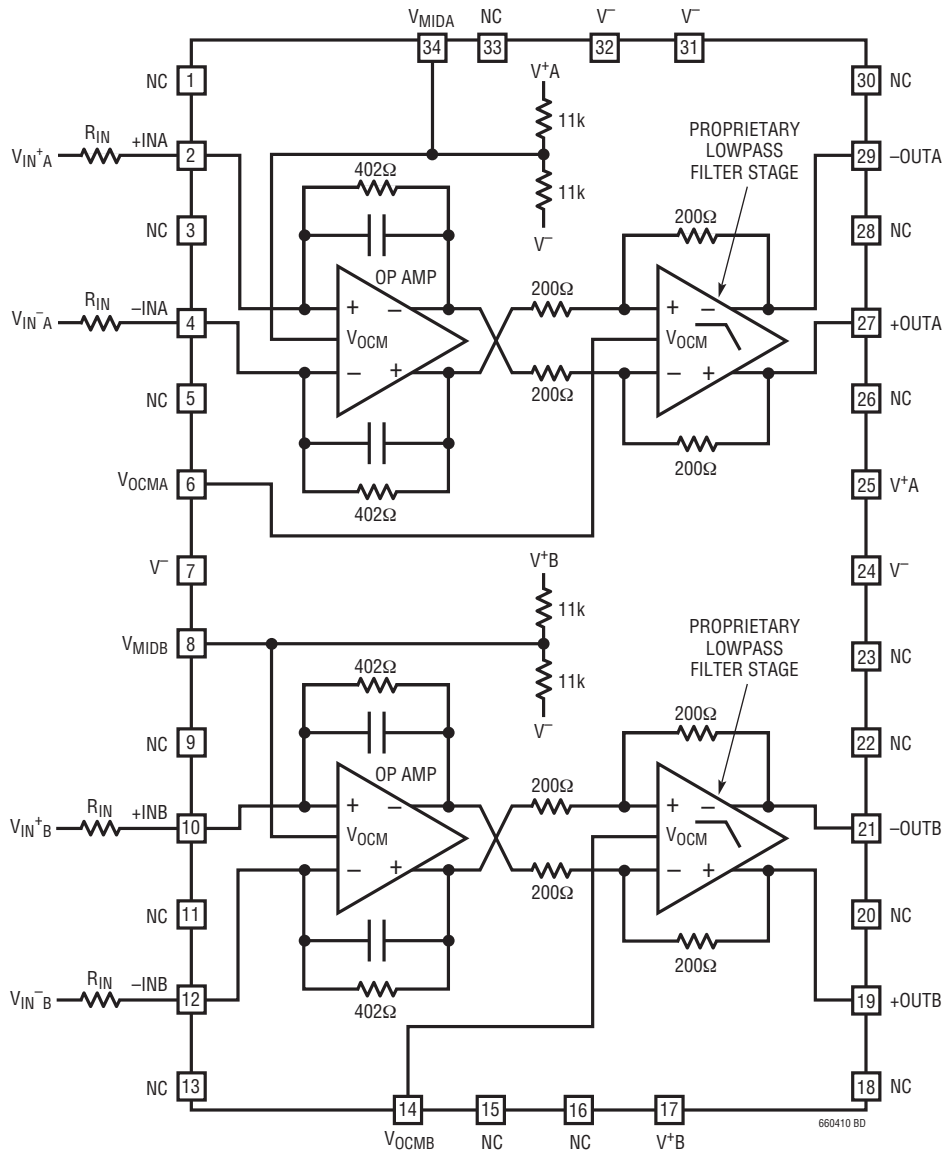 VMIDA NC V– V–
34 33 32 31
NC 1
30 NC
V+A
11k
PROPRIETARY
LOWPASS
FILTER STAGE
VIN+A RIN +INA 2
29 –OUTA
402Ω
11k
V–
200Ω
NC 3
28 NC
OP AMP
200Ω
VIN–A RIN –INA 4
+ –
VOCM
– +
+ –
VOCM
– +
27 +OUTA
200Ω
NC 5
26 NC
200Ω
402Ω
VOCMA 6
25 V+A
V– 7
24 V–
V+B
11k
PROPRIETARY
LOWPASS
FILTER STAGE
VMIDB 8
23 NC
402Ω
11k
V–
200Ω
NC 9
22 NC
OP AMP
200Ω
VIN+B RIN +INB 10
+ –
VOCM
– +
+ –
VOCM
– +
21 –OUTB
200Ω
NC 11
20 NC
200Ω
VIN–B RIN –INB 12
402Ω
19 +OUTB
NC 13
18 NC
14 15 16 17
VOCMB NC NC V+B
660410 BD